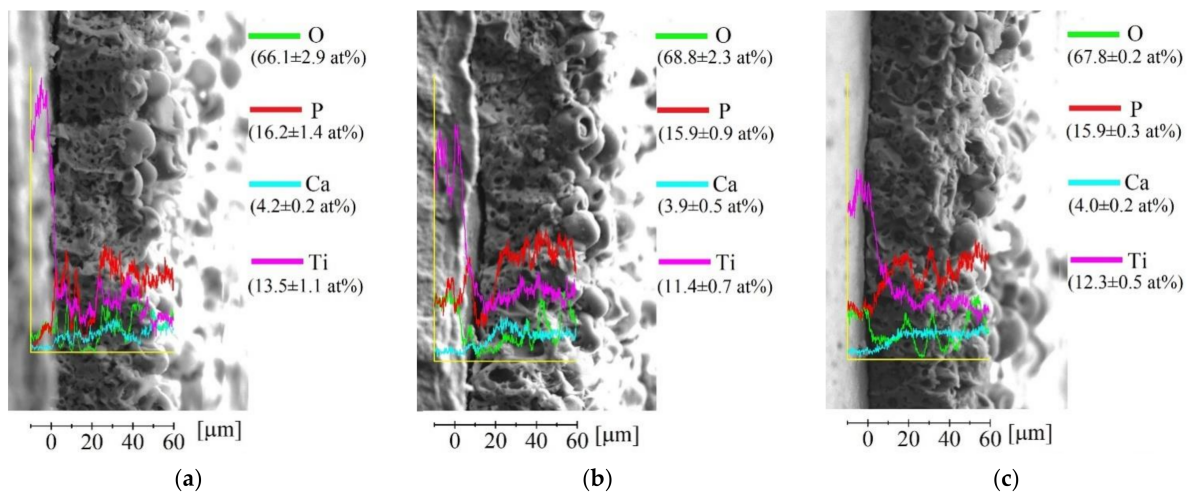 O
(66.1±2.9 at%)
P
(16.2±1.4 at%)
Ca
(4.2±0.2 at%)
Ti
(13.5±1.1 at%)
0 20 40 60 [μm]
(a)
O
(68.8±2.3 at%)
P
(15.9±0.9 at%)
Ca
(3.9±0.5 at%)
Ti
(11.4±0.7 at%)
0 20 40 60 [μm]
(b)
O
(67.8±0.2 at%)
P
(15.9±0.3 at%)
Ca
(4.0±0.2 at%)
Ti
(12.3±0.5 at%)
0 20 40 60 [μm]
(c)